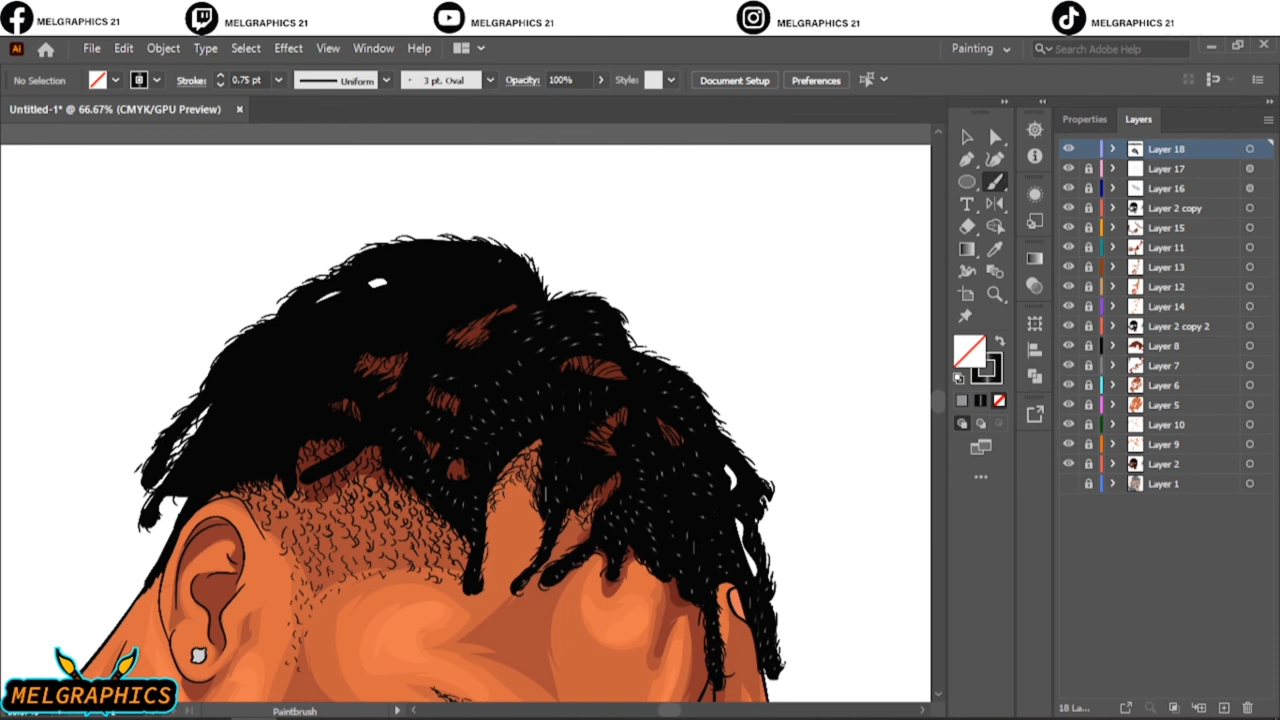 MELGRAPHICS 21 MELGRAPHICS 21 MELGRAPHICS 21 MELGRAPHICS 21 MELGRAPHICS 21
Ai File Edit Object Type Select Effect View Window Help Painting Search Adobe Help
No Selection Stroke: 0.75 pt Uniform 3 pt. Oval Opacity: 100% Style: Document Setup Preferences
Untitled-1* @ 66.67% (CMYK/GPU Preview)
Properties Layers
Layer 18
Layer 17
Layer 16
Layer 2 copy
Layer 15
Layer 11
Layer 13
Layer 12
Layer 14
Layer 2 copy 2
Layer 8
Layer 7
Layer 6
Layer 5
Layer 10
Layer 9
Layer 2
Layer 1
MELGRAPHICS
Paintbrush
18 La...